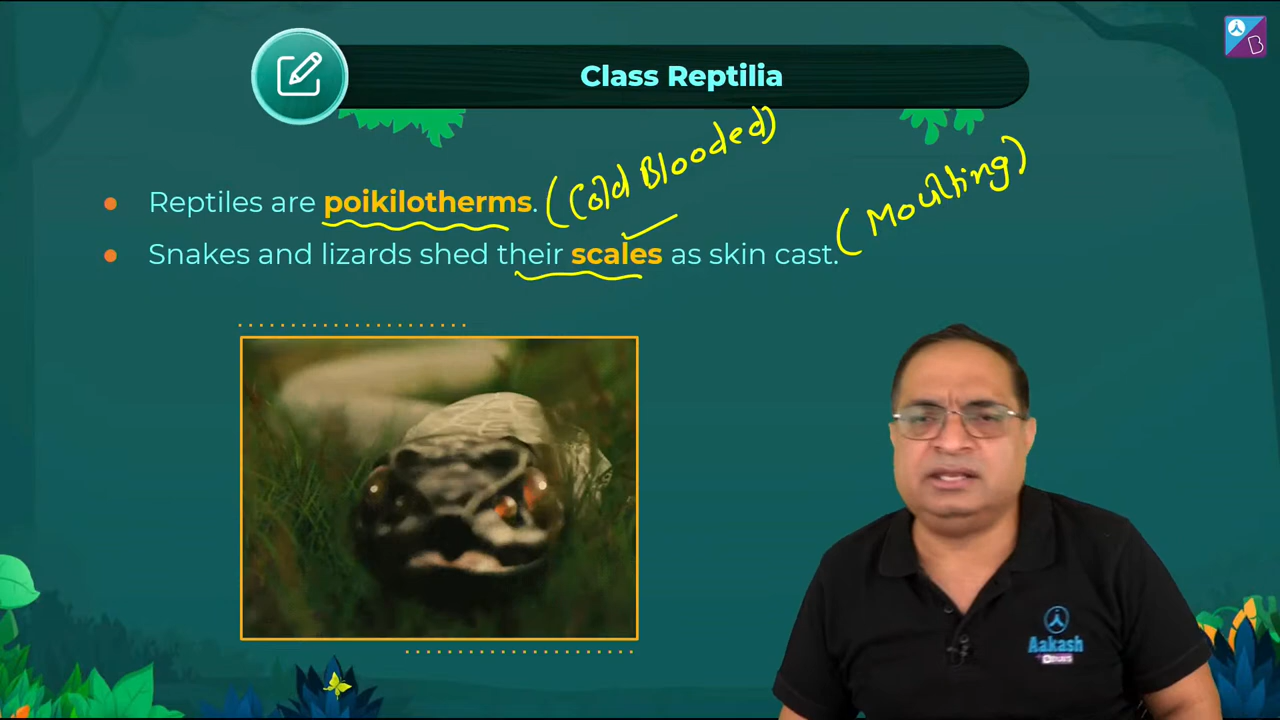 Class Reptilia
B
Reptiles are poikilotherms. (Cold Blooded)
Snakes and lizards shed their scales as skin cast. (Moulting)
Aakash